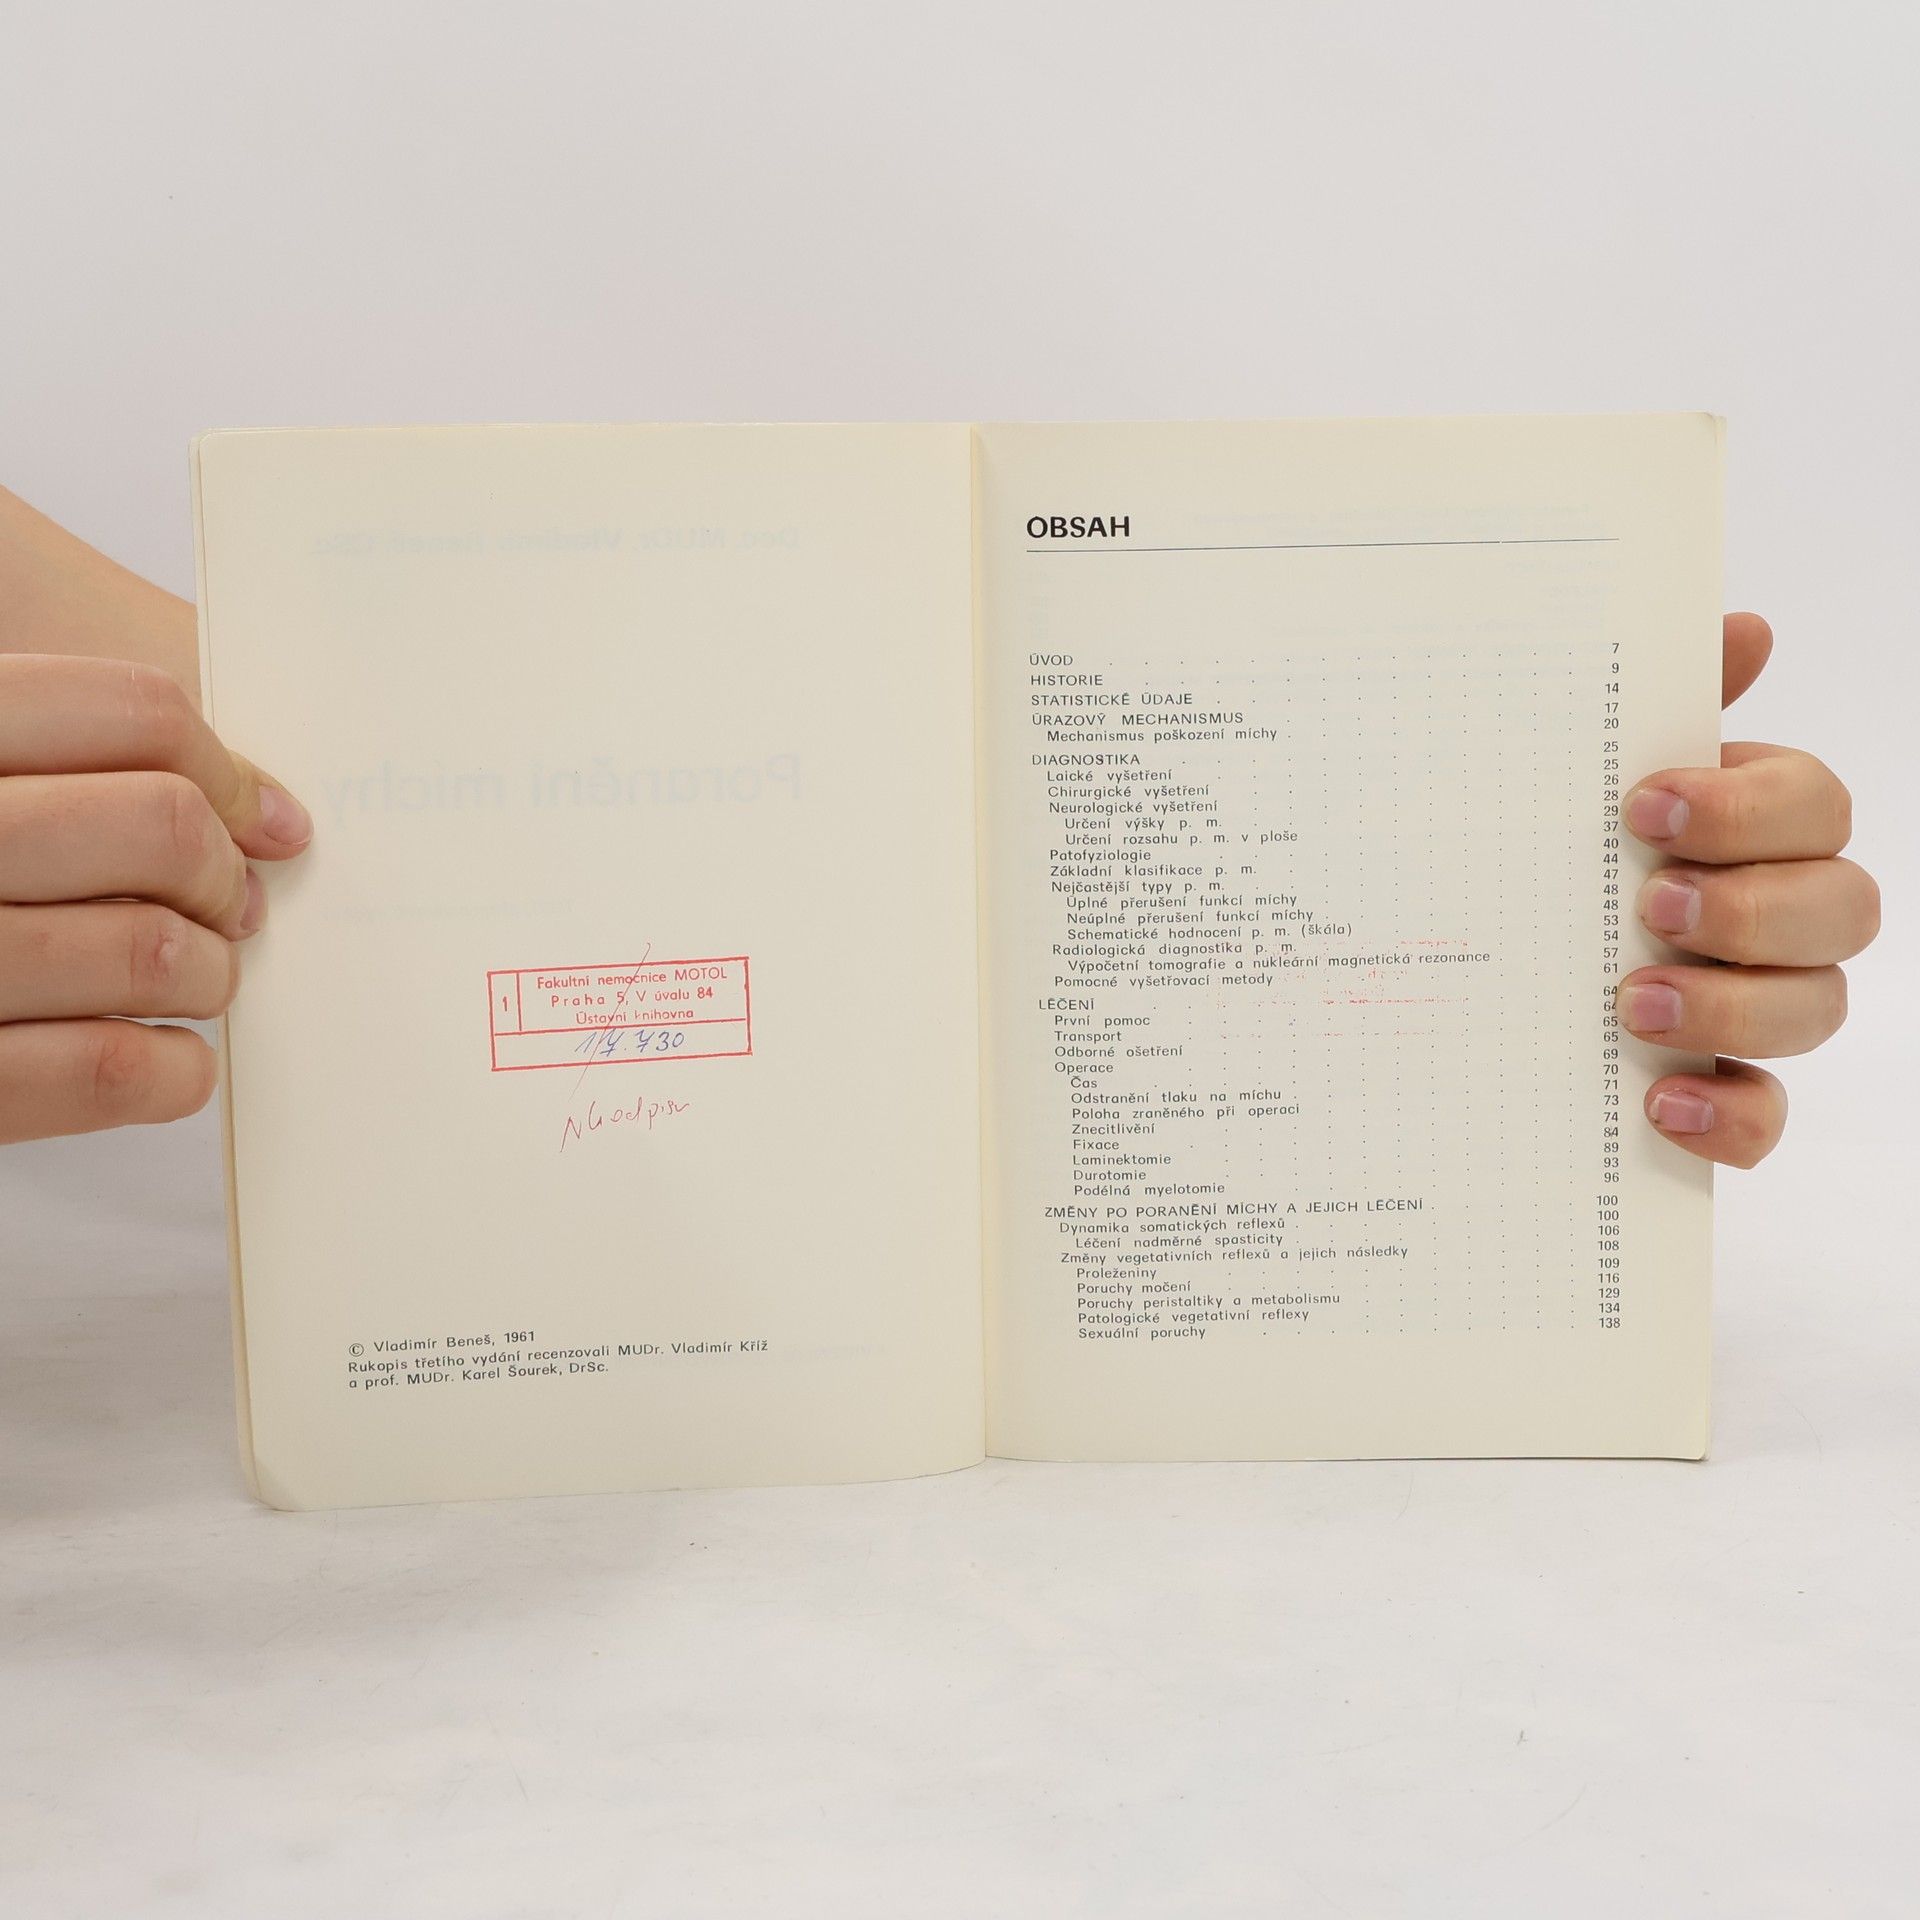 Fakultní nemocnice MOTOL
1 Praha 5, V úvalu 84
Ústavní knihovna
17.730
© Vladimír Beneš, 1961
Rukopis třetího vydání recenzovali MUDr. Vladimír Kříž
a prof. MUDr. Karel Šourek, DrSc.
OBSAH
ÚVOD . . . . . . . . . . . . . . 7
HISTORIE . . . . . . . . . . . . . 9
STATISTICKÉ ÚDAJE . . . . . . . . . . . 14
ÚRAZOVÝ MECHANISMUS . . . . . . . . . 17
Mechanismus poškození míchy . . . . . . . . . 20
DIAGNOSTIKA . . . . . . . . . . . . 25
Laické vyšetření . . . . . . . . . . . 25
Chirurgické vyšetření . . . . . . . . . . 26
Neurologické vyšetření . . . . . . . . . . 28
Určení výšky p. m. . . . . . . . . . . 29
Určení rozsahu p. m. v ploše . . . . . . . 37
Patofyziologie . . . . . . . . . . . 40
Základní klasifikace p. m. . . . . . . . . . 44
Nejčastější typy p. m. . . . . . . . . . . 47
Úplné přerušení funkcí míchy . . . . . . . . 48
Neúplné přerušení funkcí míchy . . . . . . . . 48
Schematické hodnocení p. m. (škála) . . . . . . 53
Radiologická diagnostika p. m. . . . . . . . . 54
Výpočetní tomografie a nukleární magnetická rezonance . . . 57
Pomocné vyšetřovací metody . . . . . . . . . 61
LÉČENÍ . . . . . . . . . . . . . 64
První pomoc . . . . . . . . . . . . 64
Transport . . . . . . . . . . . . 65
Odborné ošetření . . . . . . . . . . . 65
Operace . . . . . . . . . . . . 69
Čas . . . . . . . . . . . . . 70
Odstranění tlaku na míchu . . . . . . . . . 71
Poloha zraněného při operaci . . . . . . . 73
Znecitlivění . . . . . . . . . . . 74
Fixace . . . . . . . . . . . . 84
Laminektomie . . . . . . . . . . . 89
Durotomie . . . . . . . . . . . 93
Podélná myelotomie . . . . . . . . . 96
ZMĚNY PO PORANĚNÍ MÍCHY A JEJICH LÉČENÍ . . . . . 100
Dynamika somatických reflexů . . . . . . . . . 100
Léčení nadměrné spasticity . . . . . . . . . 106
Změny vegetativních reflexů a jejich následky . . . . . 108
Proleženiny . . . . . . . . . . . 109
Poruchy močení . . . . . . . . . . . 116
Poruchy peristaltiky a metabolismu . . . . . . . 129
Patologické vegetativní reflexy . . . . . . . 134
Sexuální poruchy . . . . . . . . . . 138